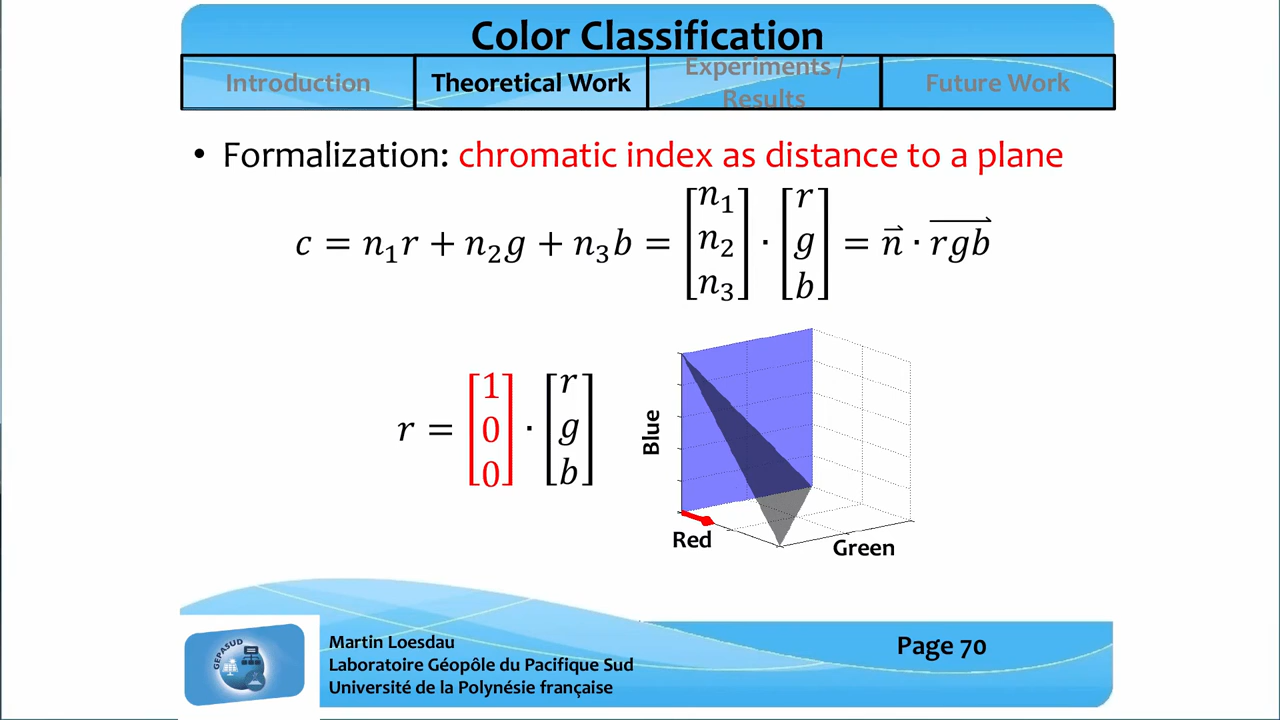 Color Classification
Introduction
Theoretical Work
Experiments /
Results
Future Work
• Formalization: chromatic index as distance to a plane
c = n₁r + n₂g + n₃b = [n₁ n₂ n₃] · [r g b] = n⃗ · r͞g͞b⃗
r = [1 0 0] · [r g b]
Blue
Red
Green
GEPASUD
Martin Loesdau
Laboratoire Géopôle du Pacifique Sud
Université de la Polynésie française
Page 70